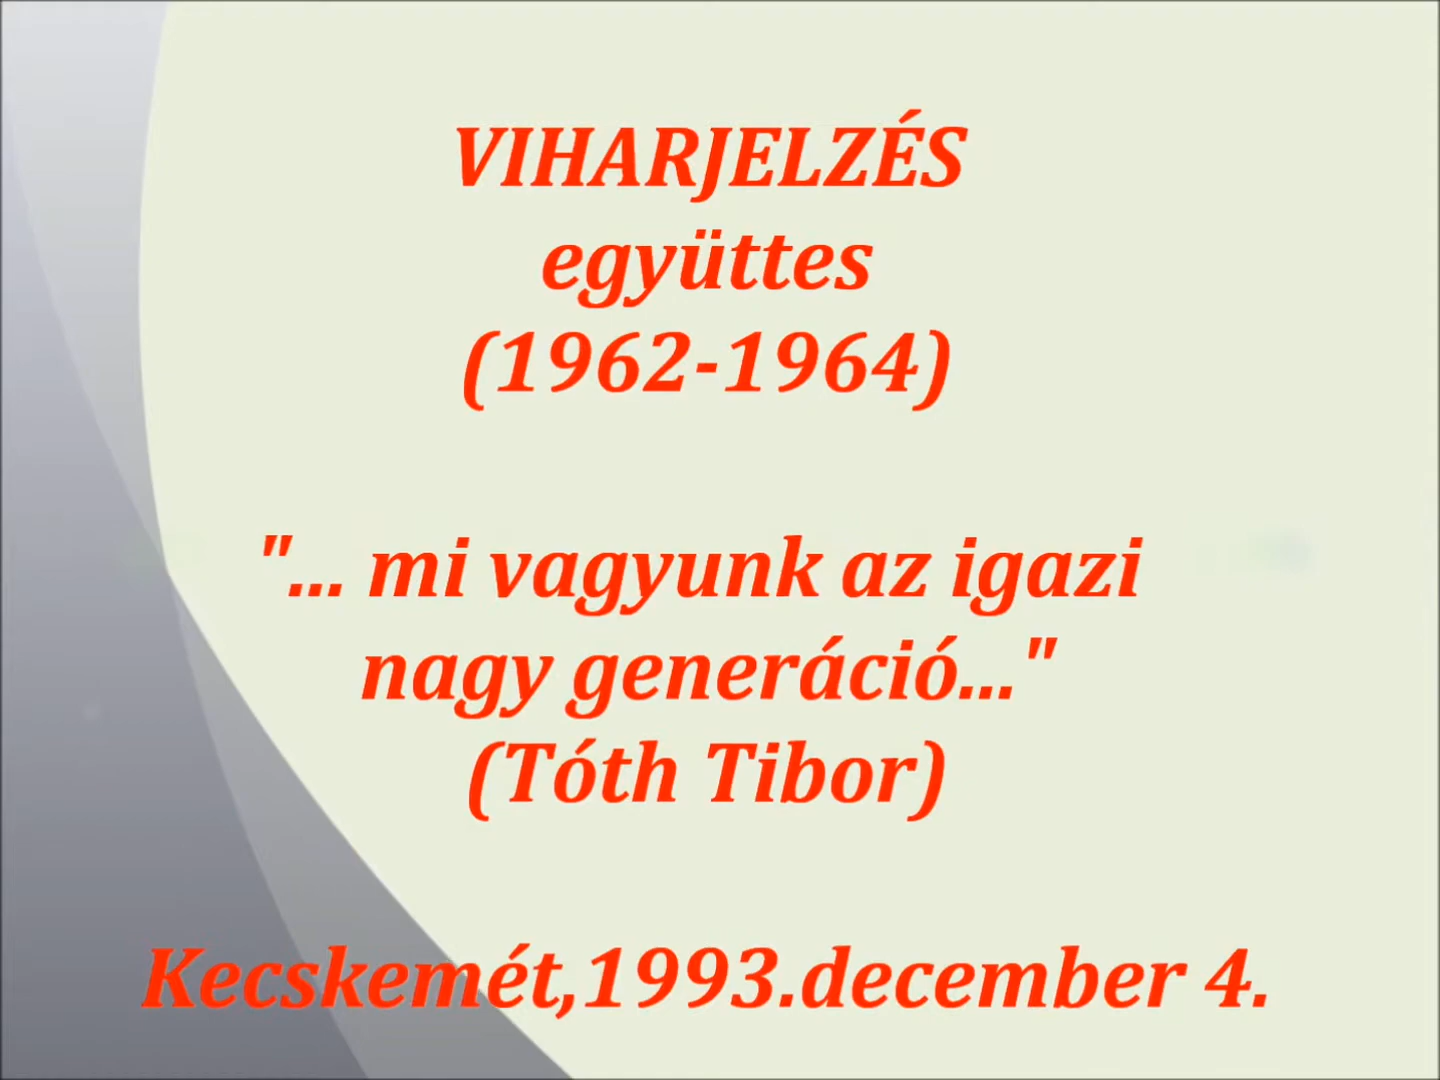 VIHARJELZÉS
együttes
(1962-1964)
"... mi vagyunk az igazi
nagy generáció..."
(Tóth Tibor)
Kecskemét,1993.december 4.